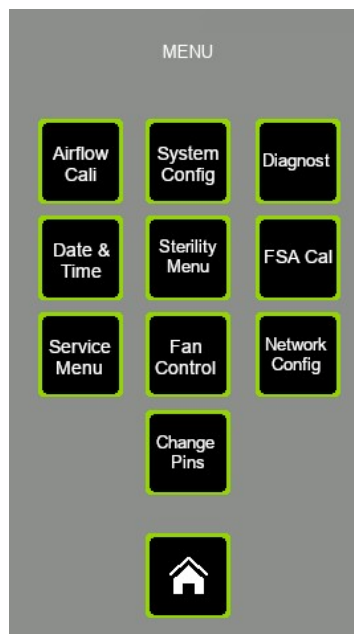 MENU
Airflow
Cali
System
Config
Diagnost
Date &
Time
Sterility
Menu
FSA Cal
Service
Menu
Fan
Control
Network
Config
Change
Pins